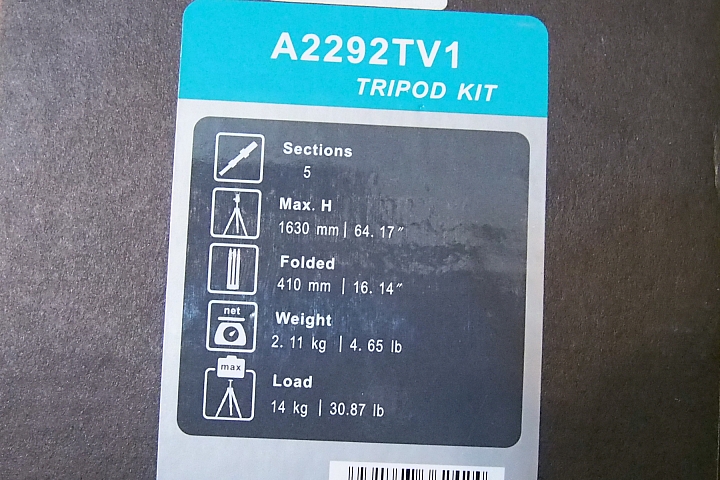 A2292TV1
TRIPOD KIT
Sections
5
Max. H
1630 mm | 64.17″
Folded
410 mm | 16.14″
net
Weight
2.11 kg | 4.65 lb
max
Load
14 kg | 30.87 lb